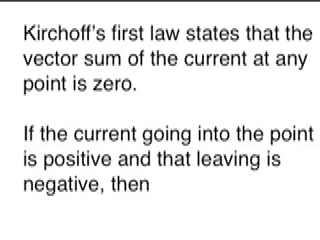 Kirchoff's first law states that the
vector sum of the current at any
point is zero.
If the current going into the point
is positive and that leaving is
negative, then